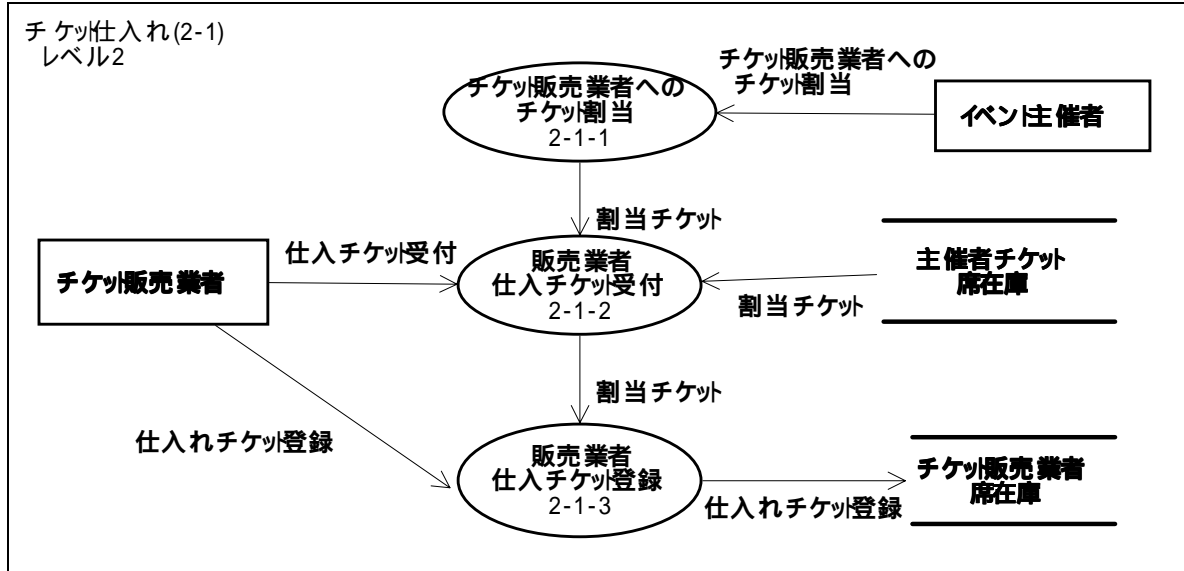 チケット仕入れ(2-1)
レベル2
チケット販売業者への
チケット割当
2-1-1
チケット販売業者への
チケット割当
イベント主催者
割当チケット
チケット販売業者
仕入チケット受付
販売業者
仕入チケット受付
2-1-2
割当チケット
主催者チケット
席在庫
割当チケット
仕入れチケット登録
販売業者
仕入チケット登録
2-1-3
仕入れチケット登録
チケット販売業者
席在庫